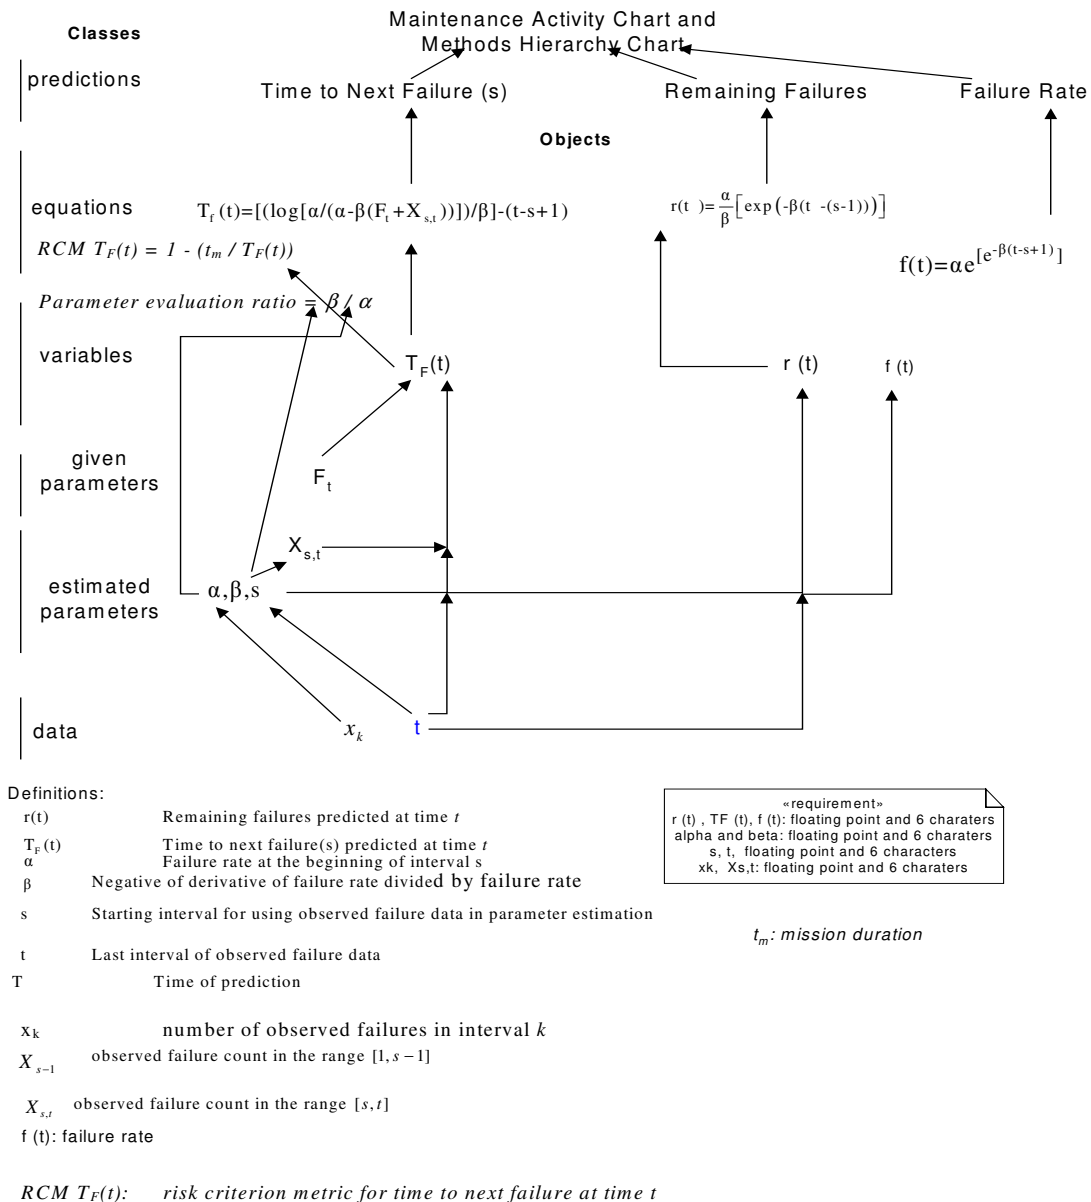 Maintenance Activity Chart and
Methods Hierarchy Chart
Classes
predictions
Time to Next Failure (s)
Remaining Failures
Failure Rate
Objects
equations
T_f (t)=[(log[α/(α-β(F_t+X_{s,t}))])/β]-(t-s+1)
r(t )=α/β[exp(-β(t -(s-1)))]
RCM T_F(t) = 1 - (t_m / T_F(t))
f(t)=αe^{[e^{-β(t-s+1)}]}
Parameter evaluation ratio = β / α
variables
T_F(t)
r (t)
f (t)
given
parameters
F_t
X_{s,t}
estimated
parameters
α,β,s
data
x_k
t
Definitions:
r(t) Remaining failures predicted at time t
T_F(t) Time to next failure(s) predicted at time t
α Failure rate at the beginning of interval s
β Negative of derivative of failure rate divided by failure rate
s Starting interval for using observed failure data in parameter estimation
t Last interval of observed failure data
T Time of prediction
x_k number of observed failures in interval k
X_{s-1} observed failure count in the range [1, s-1]
X_{s,t} observed failure count in the range [s,t]
f (t): failure rate
RCM T_F(t): risk criterion metric for time to next failure at time t
«requirement»
r (t) , TF (t), f (t): floating point and 6 charaters
alpha and beta: floating point and 6 characters
s, t, floating point and 6 characters
xk, Xs,t: floating point and 6 charaters
t_m: mission duration